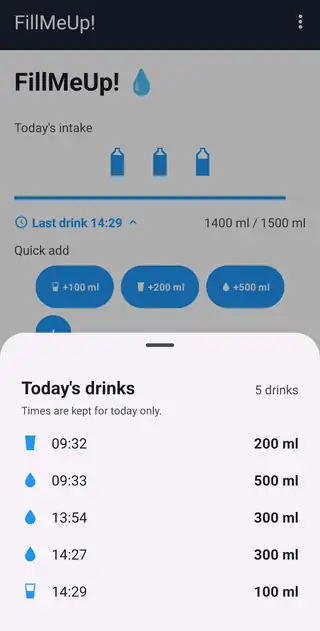 FillMeUp!
FillMeUp!
Today's intake
Last drink 14:29 1400 ml / 1500 ml
Quick add
+100 ml +200 ml +500 ml
Today's drinks 5 drinks
Times are kept for today only.
09:32 200 ml
09:33 500 ml
13:54 300 ml
14:27 300 ml
14:29 100 ml